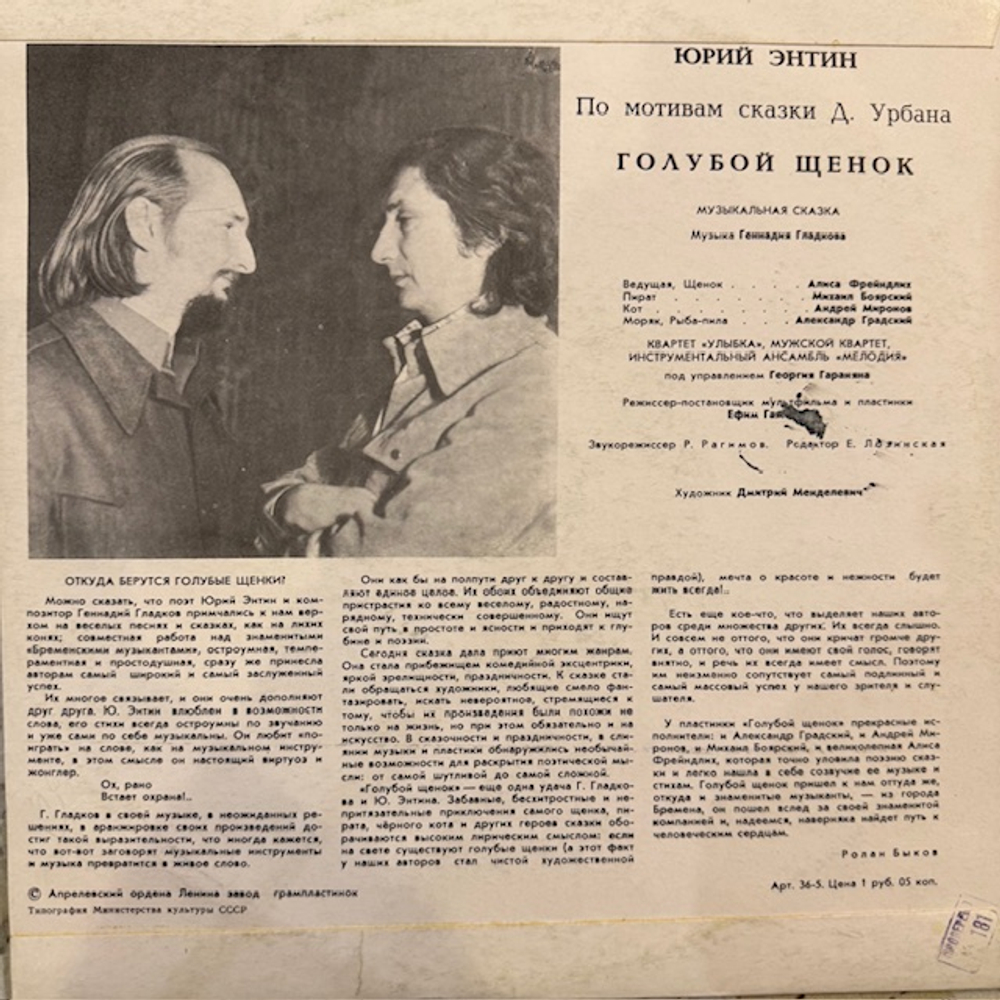 ЮРИЙ ЭНТИН
По мотивам сказки Д. Урбана
ГОЛУБОЙ ЩЕНОК
МУЗЫКАЛЬНАЯ СКАЗКА
Музыка Геннадия Гладкова
Ведущая, Щенок . . . . Алиса Фрейндлих
Пират . . . . . . . Михаил Боярский
Кот . . . . . . . . Андрей Миронов
Моряк, Рыба-пила . . . Александр Градский
КВАРТЕТ «УЛЫБКА», МУЖСКОЙ КВАРТЕТ,
ИНСТРУМЕНТАЛЬНЫЙ АНСАМБЛЬ «МЕЛОДИЯ»
под управлением Георгия Гараняна
Режиссер-постановщик мультфильма и пластинки
Ефим
Звукорежиссер Р. Рагимов. Редактор Е. Лозинская
Художник Дмитрий Менделевич
ОТКУДА БЕРУТСЯ ГОЛУБЫЕ ЩЕНКИ?
Можно сказать, что поэт Юрий Энтин и ком-
позитор Геннадий Гладков примчались к нам вер-
хом на веселых песнях и сказках, как на лихих
конях; совместная работа над знаменитыми
«Бременскими музыкантами», остроумная, темпе-
раментная и простодушная, сразу же принесла
авторам самый широкий и самый заслуженный
успех.
Их многое связывает, и они очень дополняют
друг друга. Ю. Энтин влюблен в возможности
слова, его стихи всегда остроумны по звучанию
и уже сами по себе музыкальны. Он любит «по-
играть» на слове, как на музыкальном инстру-
менте, в этом смысле он настоящий виртуоз и
жонглер.
Ох, рано
Встает охрана!..
Г. Гладков в своей музыке, в неожиданных ре-
шениях, в аранжировке своих произведений до-
стиг такой выразительности, что иногда кажется,
что вот-вот заговорят музыкальные инструменты
и музыка превратится в живое слово.
Они как бы на полпути друг к другу и состав-
ляют единое целое. Их обоих объединяют общие
пристрастия ко всему веселому, радостному, на-
рядному, технически совершенному. Они ищут
свой путь в простоте и ясности и приходят к глу-
бине и поэзии.
Сегодня сказка дала приют многим жанрам.
Она стала прибежищем комедийной эксцентрики,
яркой зрелищности, праздничности. К сказке ста-
ли обращаться художники, любящие смело фан-
тазировать, искать невероятное, стремящиеся к
тому, чтобы их произведения были похожи не
только на жизнь, но при этом обязательно и на
искусство. В сказочности и праздничности, в сли-
янии музыки и пластики обнаружились необычай-
ные возможности для раскрытия поэтической мы-
сли: от самой шутливой до самой сложной.
«Голубой щенок» — еще одна удача Г. Гладко-
ва и Ю. Энтина. Забавные, бесхитростные и не-
притязательные приключения самого щенка, пи-
рата, чёрного кота и других героев сказки обо-
рачиваются высоким лирическим смыслом: если
на свете существуют голубые щенки (а этот факт
у наших авторов стал чистой художественной
правдой), мечта о красоте и нежности будет
жить всегда!..
Есть еще кое-что, что выделяет наших авто-
ров среди множества других. Их всегда слышно.
И совсем не оттого, что они кричат громче дру-
гих, а оттого, что они имеют свой голос, говорят
внятно, и речь их всегда имеет смысл. Поэтому
им неизменно сопутствует самый подлинный и
самый массовый успех у нашего зрителя и слу-
шателя.
У пластинки «Голубой щенок» прекрасные ис-
полнители: и Александр Градский, и Андрей Ми-
ронов, и Михаил Боярский, и великолепная Алиса
Фрейндлих, которая точно уловила поэзию сказ-
ки и легко нашла в себе созвучие ее музыке и
стихам. Голубой щенок пришел к нам оттуда же,
откуда и знаменитые музыканты, — из города
Бремена, он пошел вслед за своей знаменитой
компанией и, надеемся, наверняка найдет путь к
человеческим сердцам.
Ролан Быков
© Апрелевский ордена Ленина завод грампластинок
Типография Министерства культуры СССР
Арт. 36-5. Цена 1 руб. 05 коп.
181